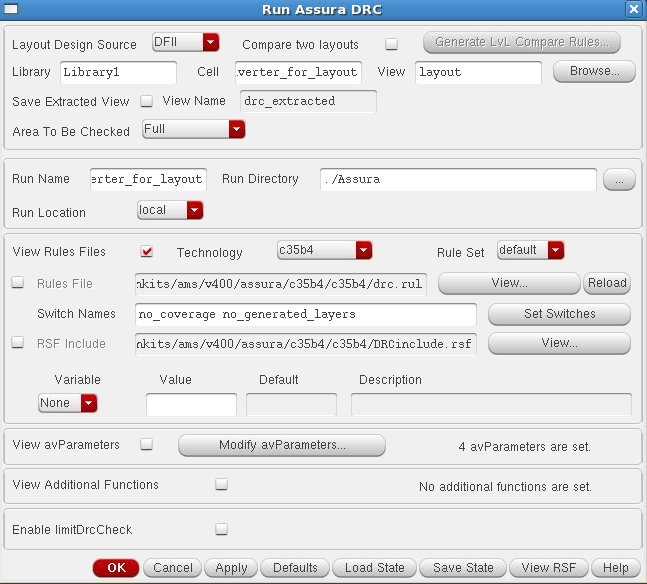 Run Assura DRC
Layout Design Source DFII Compare two layouts Generate LvL Compare Rules...
Library Library1 Cell verter_for_layout View layout Browse...
Save Extracted View View Name drc_extracted
Area To Be Checked Full
Run Name erter_for_layout Run Directory ./Assura ...
Run Location local
View Rules Files Technology c35b4 Rule Set default
Rules File nkits/ams/v400/assura/c35b4/c35b4/drc.rul View... Reload
Switch Names no_coverage no_generated_layers Set Switches
RSF Include nkits/ams/v400/assura/c35b4/c35b4/DRCinclude.rsf View...
Variable Value Default Description
None
View avParameters Modify avParameters... 4 avParameters are set.
View Additional Functions No additional functions are set.
Enable limitDrcCheck
OK Cancel Apply Defaults Load State Save State View RSF Help